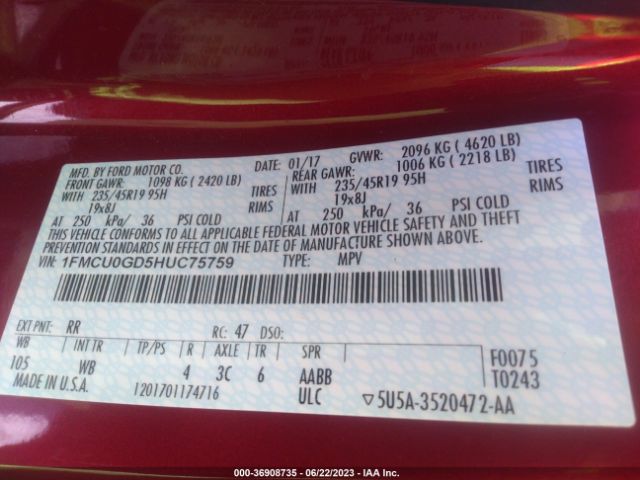 MFD. BY FORD MOTOR CO. DATE: 01/17 GVWR: 2096 KG ( 4620 LB)
FRONT GAWR: 1098 KG ( 2420 LB) REAR GAWR: 1006 KG ( 2218 LB)
WITH 235/45R19 95H TIRES WITH 235/45R19 95H TIRES
19x8J RIMS 19x8J RIMS
AT 250 kPa/ 36 PSI COLD AT 250 kPa/ 36 PSI COLD
THIS VEHICLE CONFORMS TO ALL APPLICABLE FEDERAL MOTOR VEHICLE SAFETY AND THEFT
PREVENTION STANDARDS IN EFFECT ON THE DATE OF MANUFACTURE SHOWN ABOVE.
VIN: 1FMCU0GD5HUC75759 TYPE: MPV
EXT PNT: RR RC: 47 DSO:
WB INT TR TP/PS R AXLE TR SPR F0075
105 WB 4 3C 6 AABB T0243
MADE IN U.S.A. 1201701174716 ULC ▽5U5A-3520472-AA
000-36908735 - 06/22/2023 - IAA Inc.